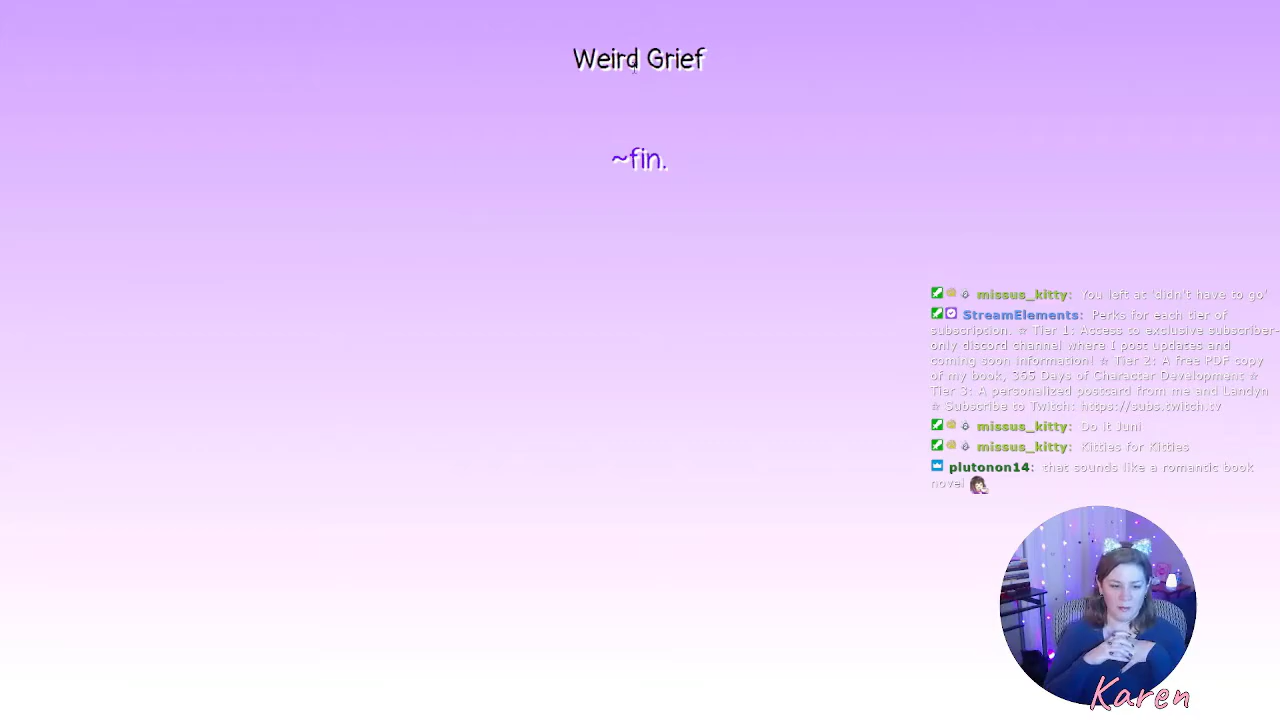 Weird Grief
~fin.
missus_kitty: You left at 'didn't have to go'
StreamElements: Perks for each tier of
subscription. ☆ Tier 1: Access to exclusive subscriber-
only discord channel where I post updates and
coming soon information! ☆ Tier 2: A free PDF copy
of my book, 365 Days of Character Development ☆
Tier 3: A personalized postcard from me and Landyn
☆ Subscribe to Twitch: https://subs.twitch.tv
missus_kitty: Do it Juni
missus_kitty: Kitties for Kitties
plutonon14: that sounds like a romantic book
novel
Karen